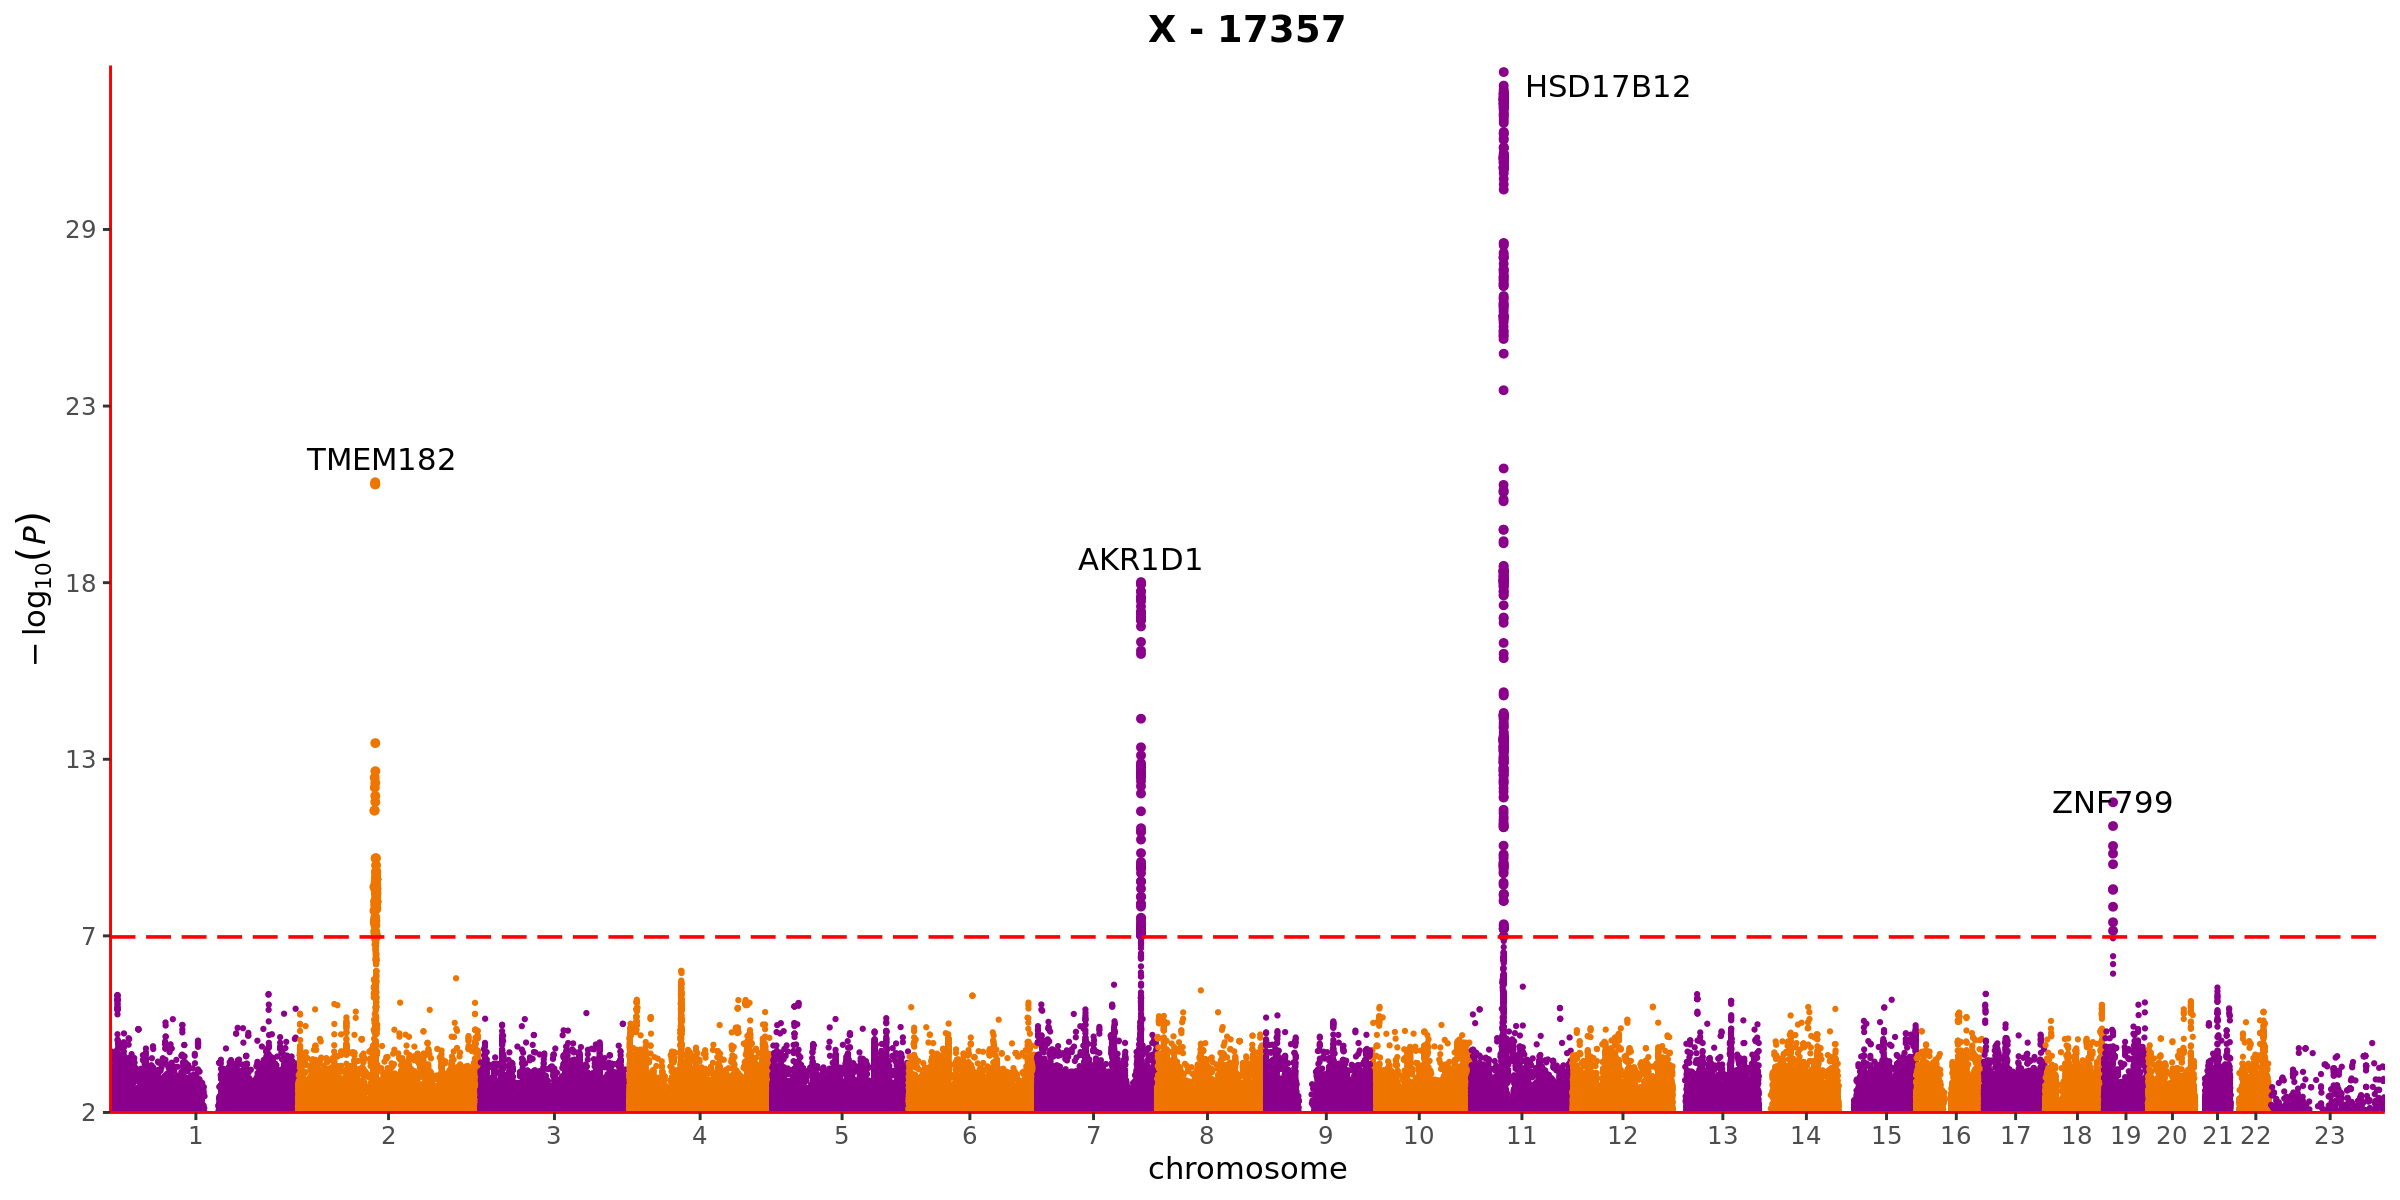 X - 17357
HSD17B12
29
23
TMEM182
AKR1D1
18
− log10(P)
13
ZNF799
7
2
1 2 3 4 5 6 7 8 9 10 11 12 13 14 15 16 17 18 19 20 21 22 23
chromosome